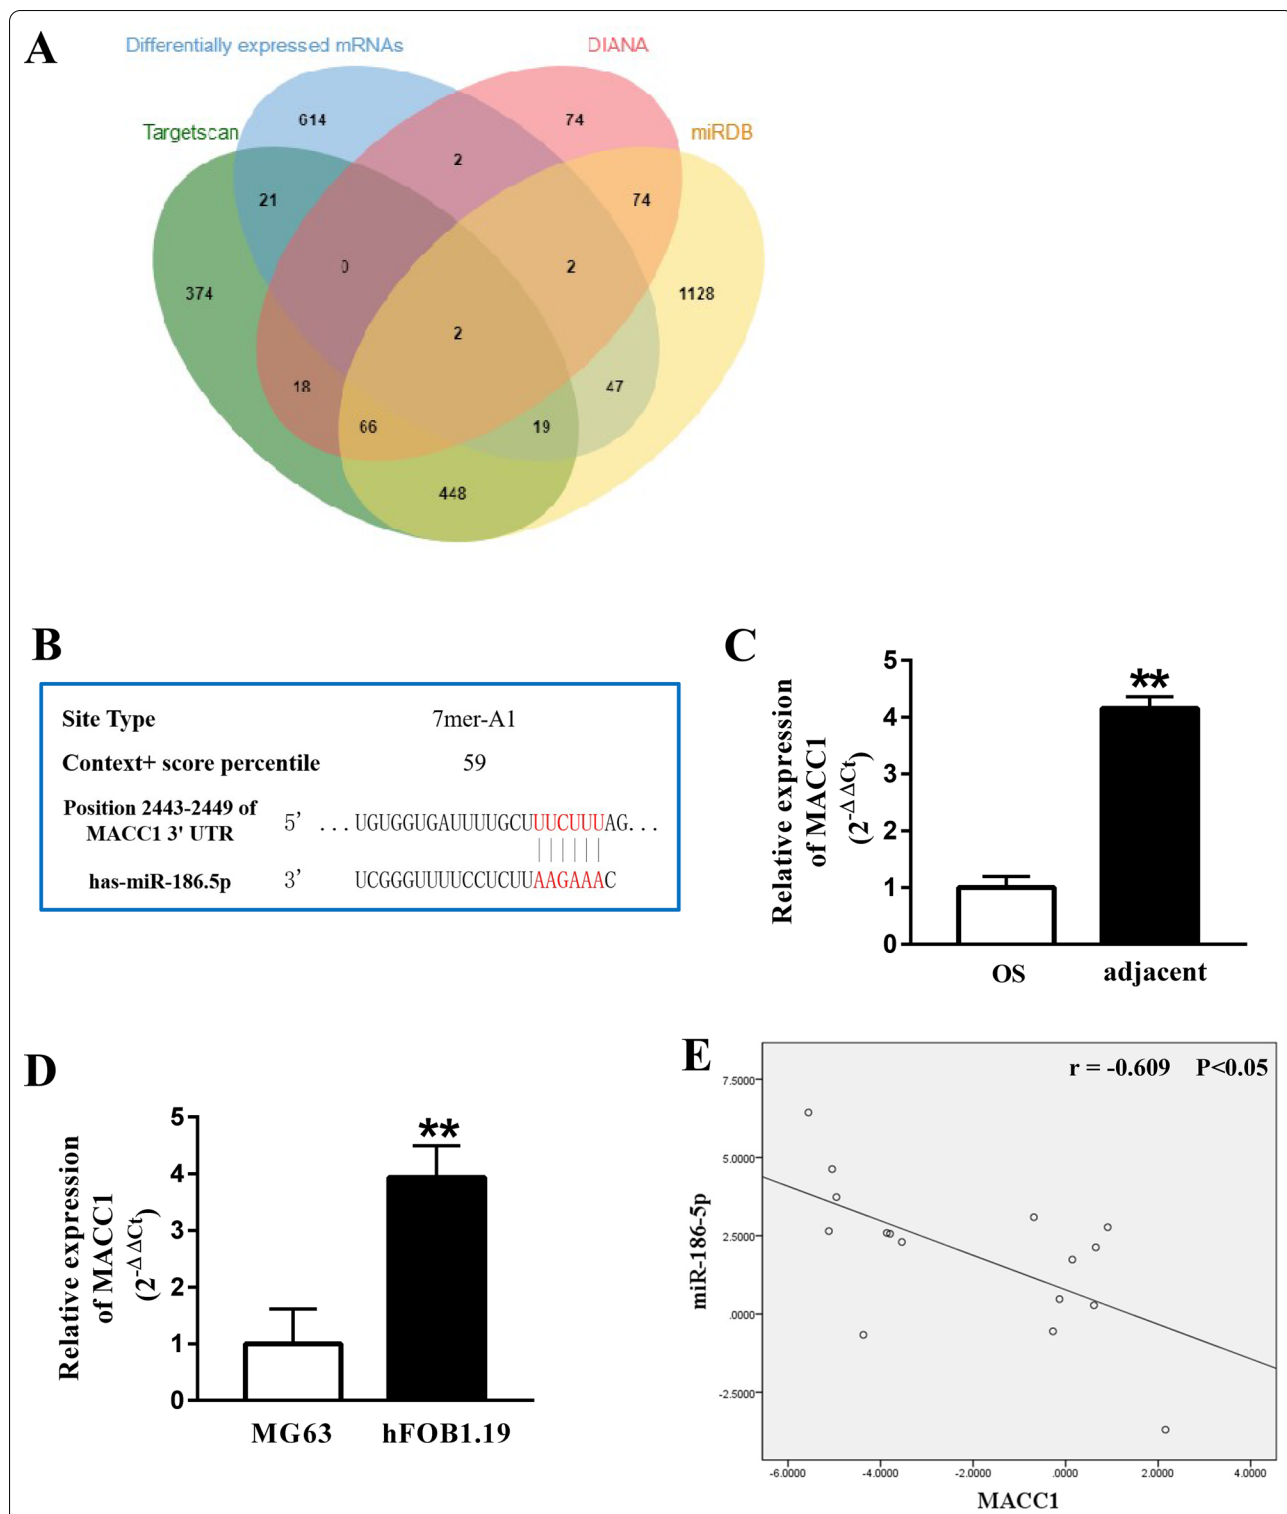 A
Differentially expressed mRNAs
DIANA
Targetscan
miRDB
614
74
2
21
74
0
2
374
1128
2
18
47
66
19
448
B
Site Type 7mer-A1
Context+ score percentile 59
Position 2443-2449 of
MACC1 3' UTR
5' ...UGUGGUGAUUUUGCUUUCUUUAG...
has-miR-186.5p 3' UCGGGUUUUCCUCUUAAGAAAC
C
Relative expression
of MACC1
(2-ΔΔCt)
5
4
3
2
1
0
**
OS adjacent
D
Relative expression
of MACC1
(2-ΔΔCt)
5
4
3
2
1
0
**
MG63 hFOB1.19
E
r = -0.609 P<0.05
miR-186-5p
7.5000
5.0000
2.5000
.0000
-2.5000
-6.0000 -4.0000 -2.0000 .0000 2.0000 4.0000
MACC1